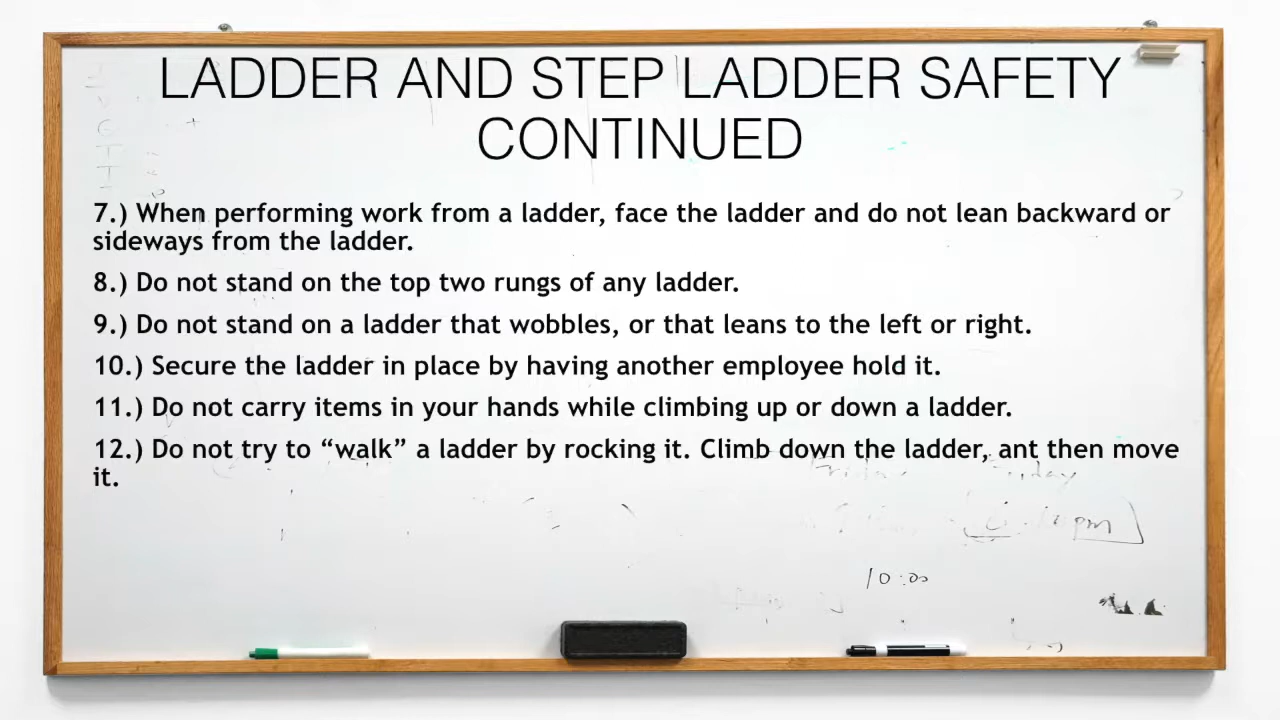 LADDER AND STEP LADDER SAFETY
CONTINUED
7.) When performing work from a ladder, face the ladder and do not lean backward or
sideways from the ladder.
8.) Do not stand on the top two rungs of any ladder.
9.) Do not stand on a ladder that wobbles, or that leans to the left or right.
10.) Secure the ladder in place by having another employee hold it.
11.) Do not carry items in your hands while climbing up or down a ladder.
12.) Do not try to “walk” a ladder by rocking it. Climb down the ladder, ant then move
it.
10:00